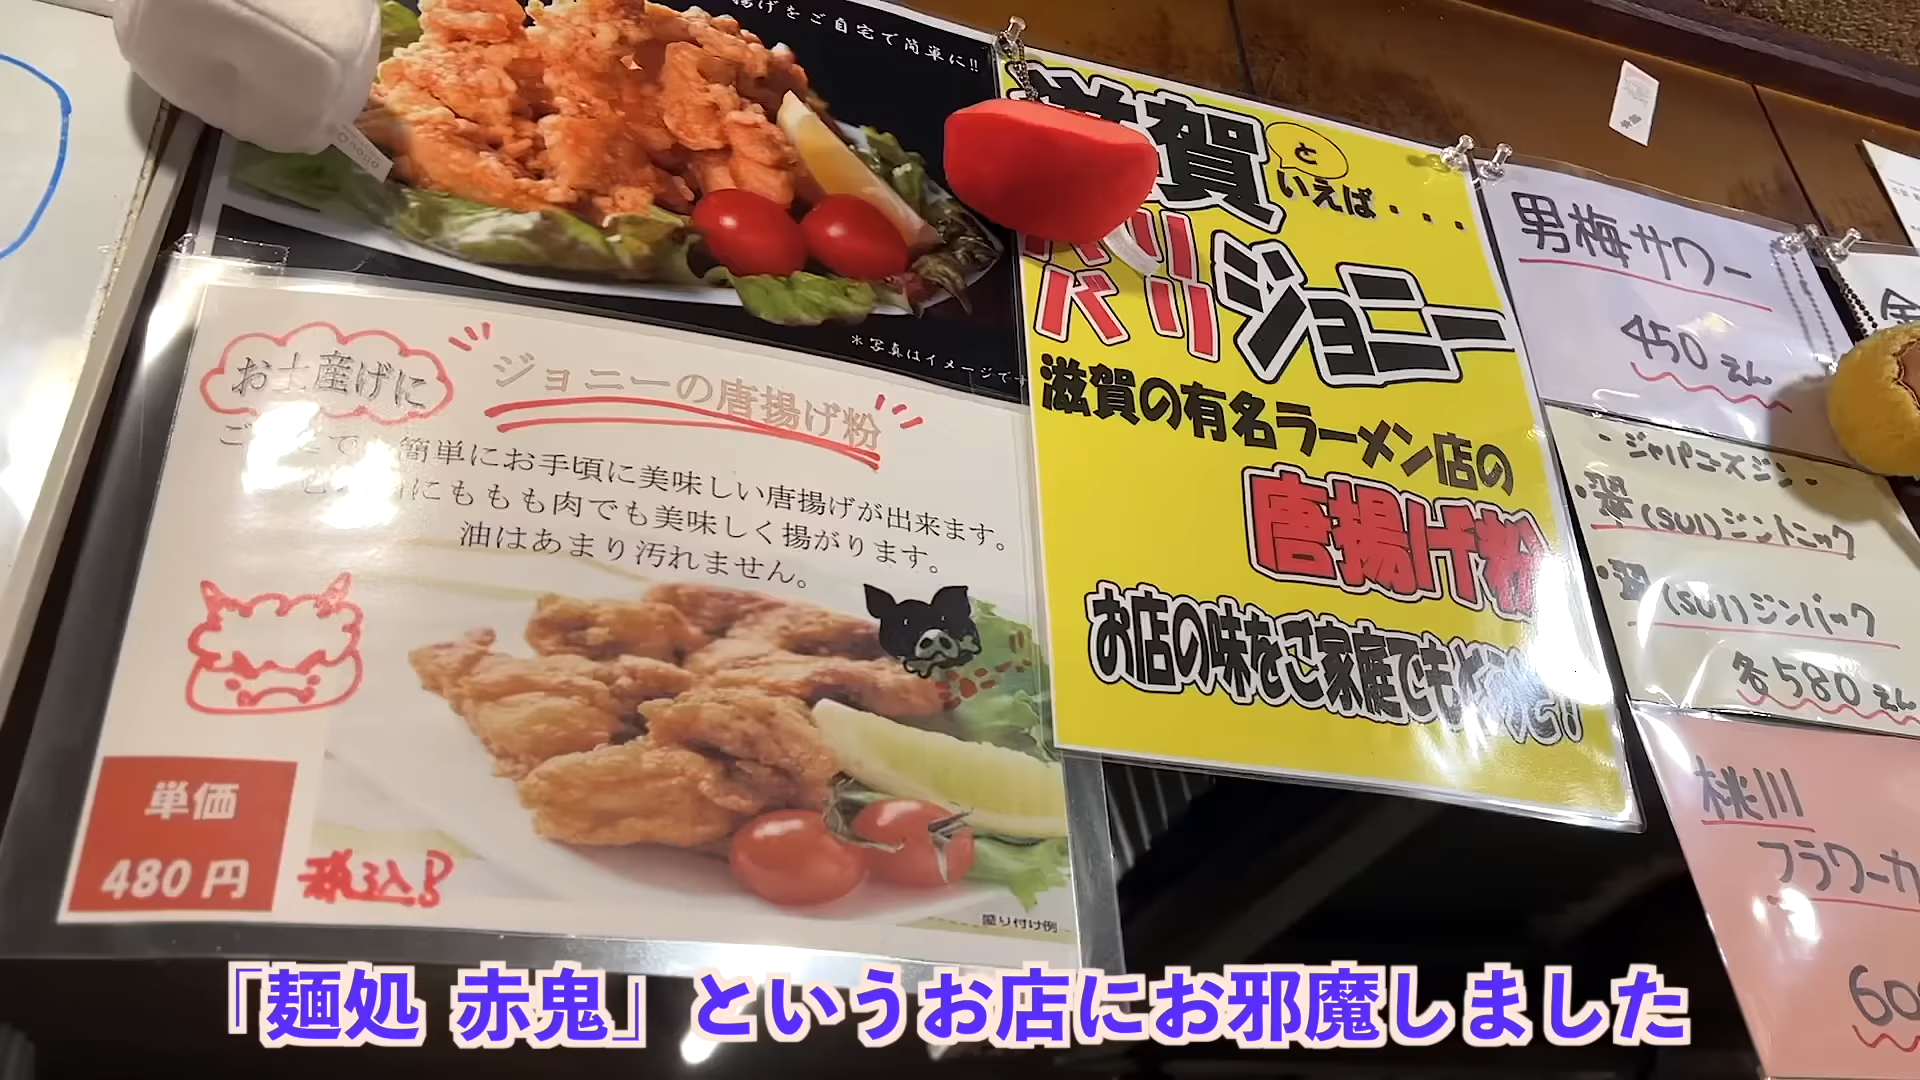 揚げをご自宅で簡単に!!
*写真はイメージです
お土産げに
ジョニーの唐揚げ粉
簡単にお手頃に美味しい唐揚げが出来ます。
にももも肉でも美味しく揚がります。
油はあまり汚れません。
単価
480円
税込み
盛り付け例
滋賀といえば・・・
バリバリジョニー
滋賀の有名ラーメン店の
唐揚げ粉
お店の味をご家庭でも
男梅サワー
450えん
・ジャパニーズジン・
・翠(SUI)ジントニック
・翠(SUI)ジンバック
各580えん
桃川
フラワーカ
600
「麺処 赤鬼」というお店にお邪魔しました